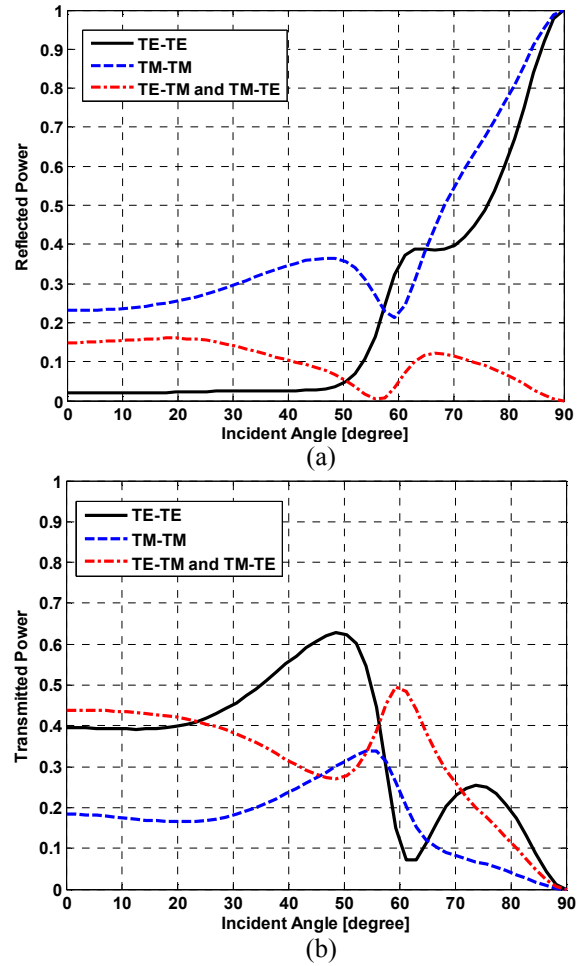 1
0.9
0.8
0.7
0.6
0.5
0.4
0.3
0.2
0.1
0
Reflected Power
TE-TE
TM-TM
TE-TM and TM-TE
0 10 20 30 40 50 60 70 80 90
Incident Angle [degree]
(a)
1
0.9
0.8
0.7
0.6
0.5
0.4
0.3
0.2
0.1
0
Transmitted Power
TE-TE
TM-TM
TE-TM and TM-TE
0 10 20 30 40 50 60 70 80 90
Incident Angle [degree]
(b)